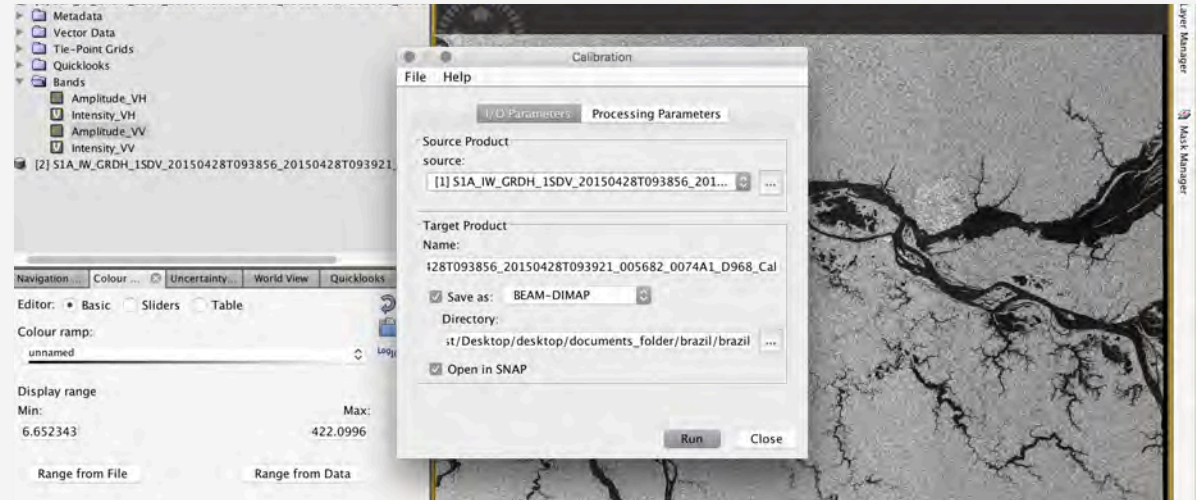 Metadata
Vector Data
Tie-Point Grids
Quicklooks
Bands
Amplitude_VH
Intensity_VH
Amplitude_VV
Intensity_VV
[2] S1A_IW_GRDH_1SDV_20150428T093856_20150428T093921_
Navigation ...
Colour ...
Uncertainty...
World View
Quicklooks
Editor: Basic Sliders Table
Colour ramp:
unnamed
Display range
Min: Max:
6.652343 422.0996
Range from File Range from Data
Calibration
File Help
I/O Parameters Processing Parameters
Source Product
source:
[1] S1A_IW_GRDH_1SDV_20150428T093856_201... ...
Target Product
Name:
428T093856_20150428T093921_005682_0074A1_D968_Cal
Save as: BEAM-DIMAP
Directory:
st/Desktop/desktop/documents_folder/brazil/brazil ...
Open in SNAP
Run Close
Layer Manager
Mask Manager